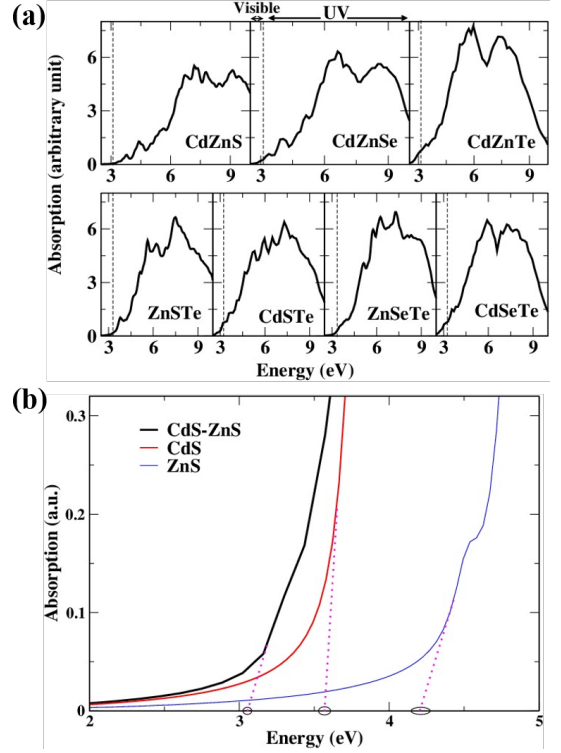 (a)
Visible UV
Absorption (arbitrary unit)
6
3
0
CdZnS CdZnSe CdZnTe
3 6 9 3 6 9 3 6 9
6
3
0
ZnSTe CdSTe ZnSeTe CdSeTe
3 6 9 3 6 9 3 6 9 3 6 9
Energy (eV)
(b)
Absorption (a.u.)
0.3
0.2
0.1
0
CdS-ZnS
CdS
ZnS
2 3 4 5
Energy (eV)